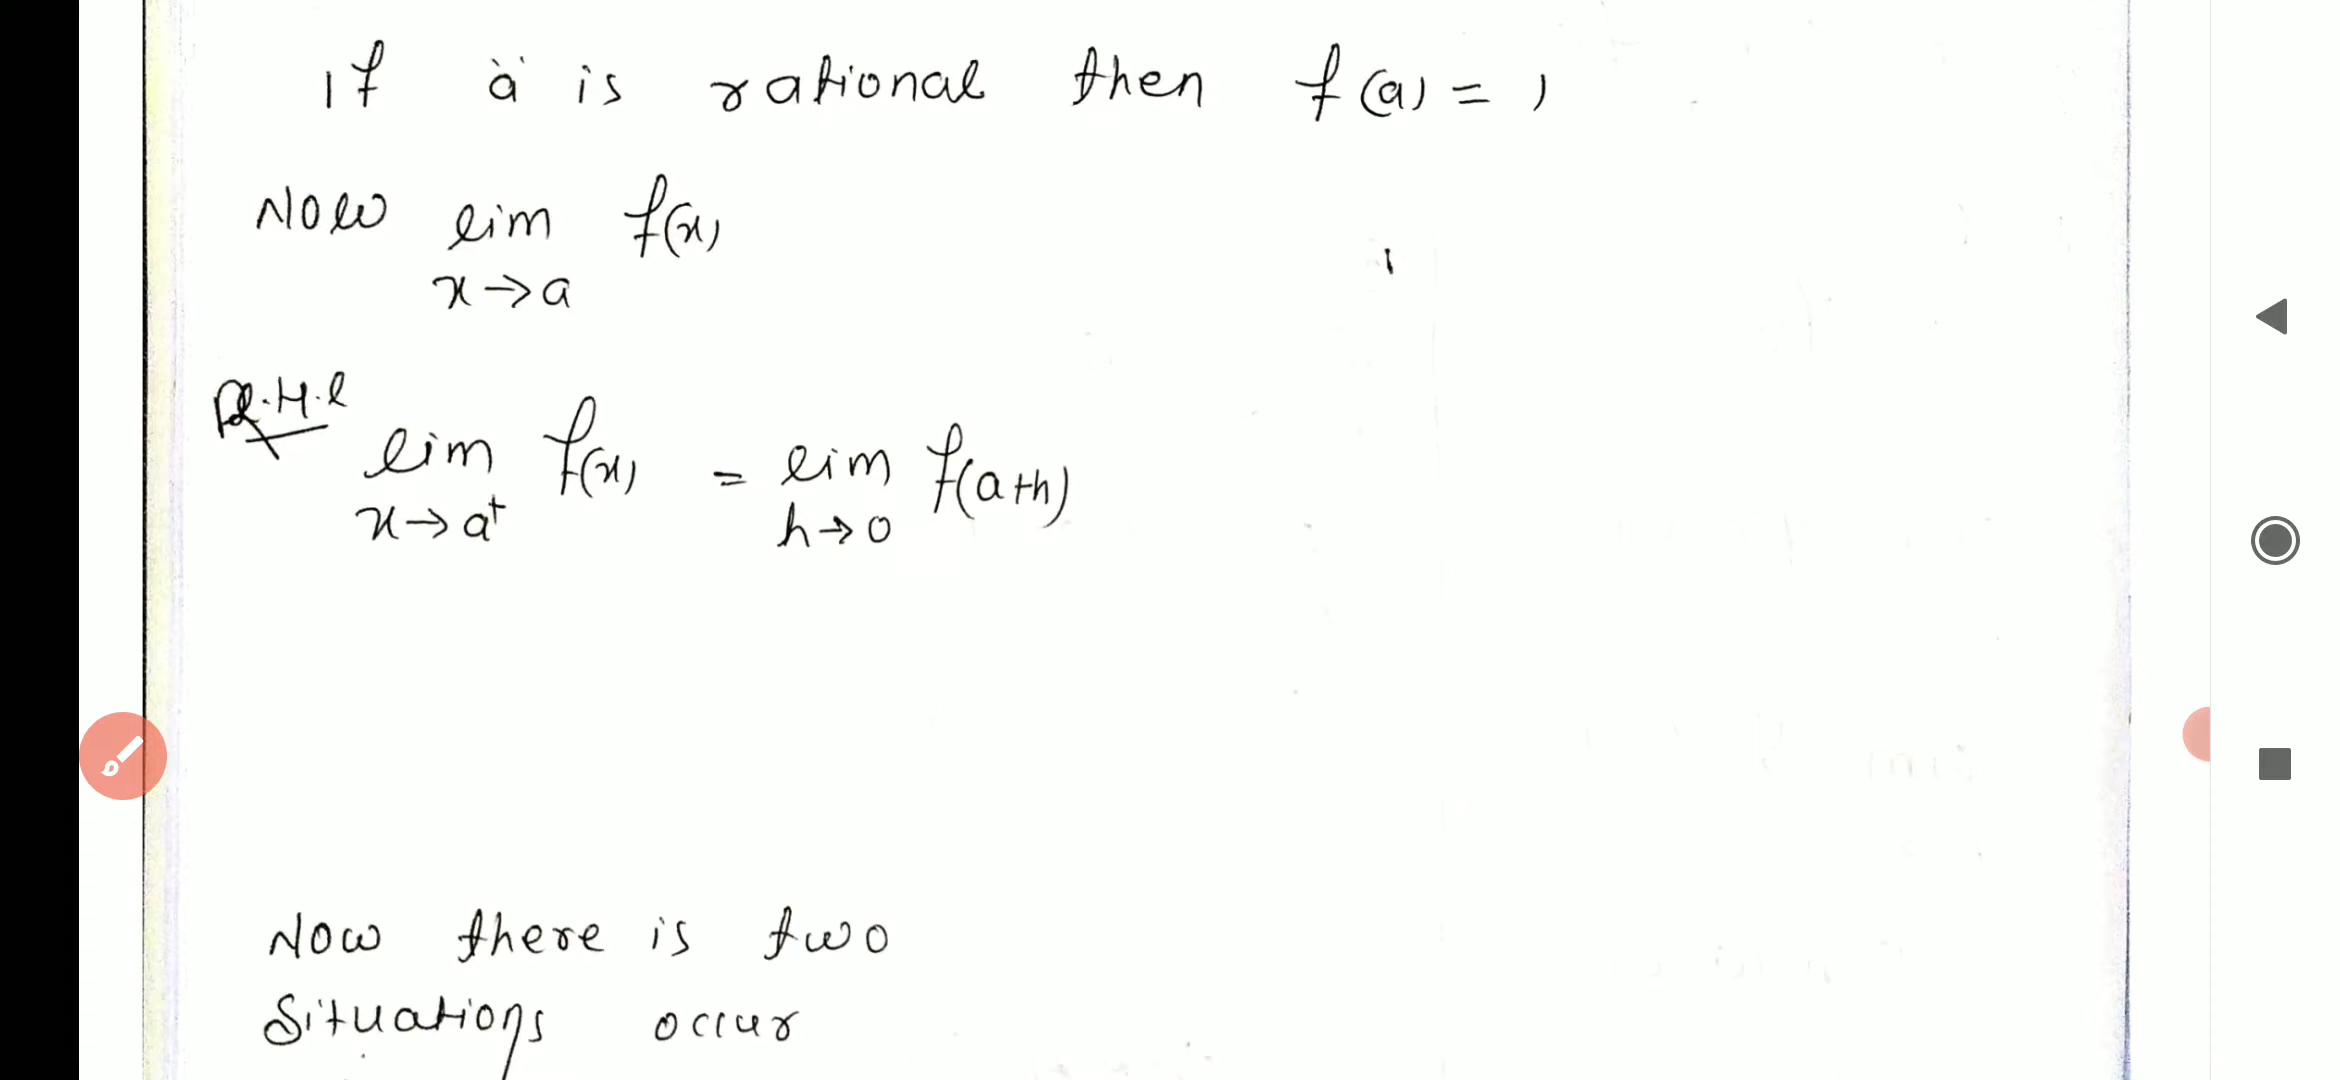 If 'a' is rational then f(a) = 1
Now lim f(x)
x→a
R.H.l
lim f(x) = lim f(a+h)
x→a⁺ h→0
Now there is two
Situations occur